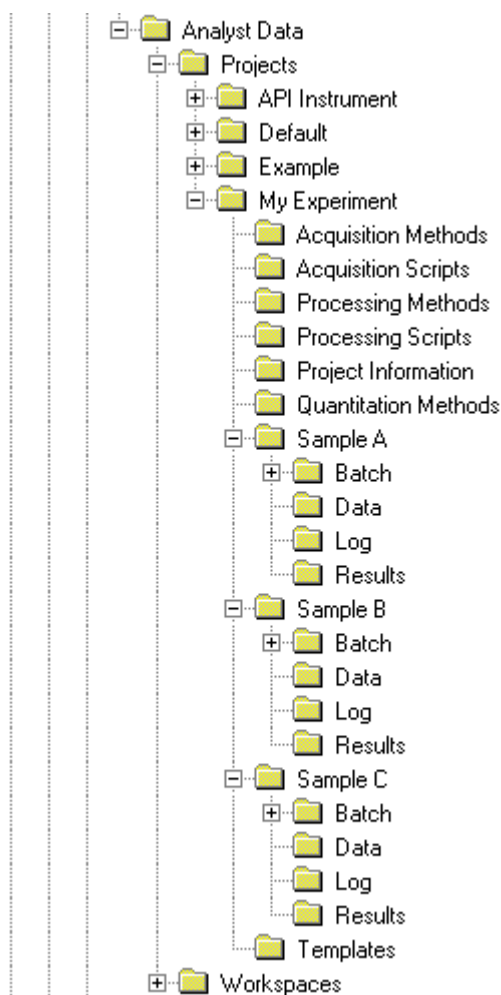 Analyst Data
Projects
API Instrument
Default
Example
My Experiment
Acquisition Methods
Acquisition Scripts
Processing Methods
Processing Scripts
Project Information
Quantitation Methods
Sample A
Batch
Data
Log
Results
Sample B
Batch
Data
Log
Results
Sample C
Batch
Data
Log
Results
Templates
Workspaces